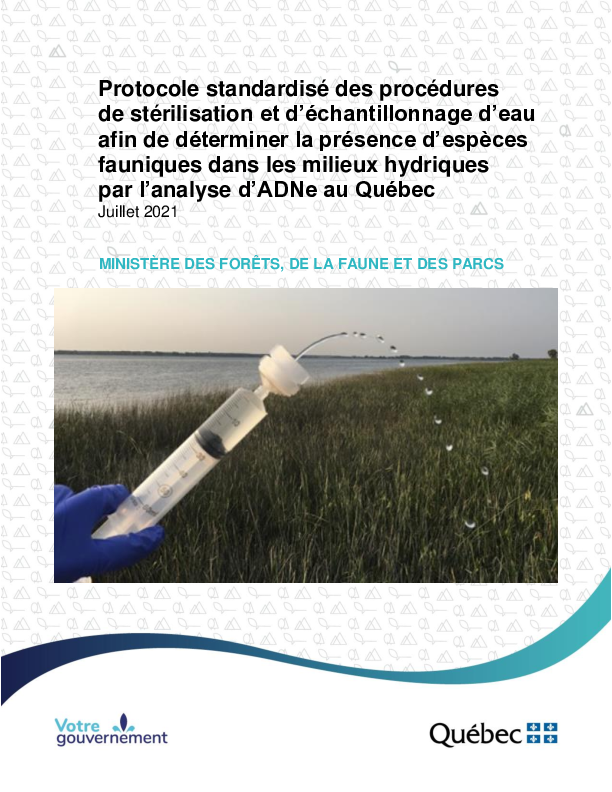 Protocole standardisé des procédures
de stérilisation et d’échantillonnage d’eau
afin de déterminer la présence d’espèces
fauniques dans les milieux hydriques
par l’analyse d’ADNe au Québec
Juillet 2021
MINISTÈRE DES FORÊTS, DE LA FAUNE ET DES PARCS
Votre
gouvernement
Québec